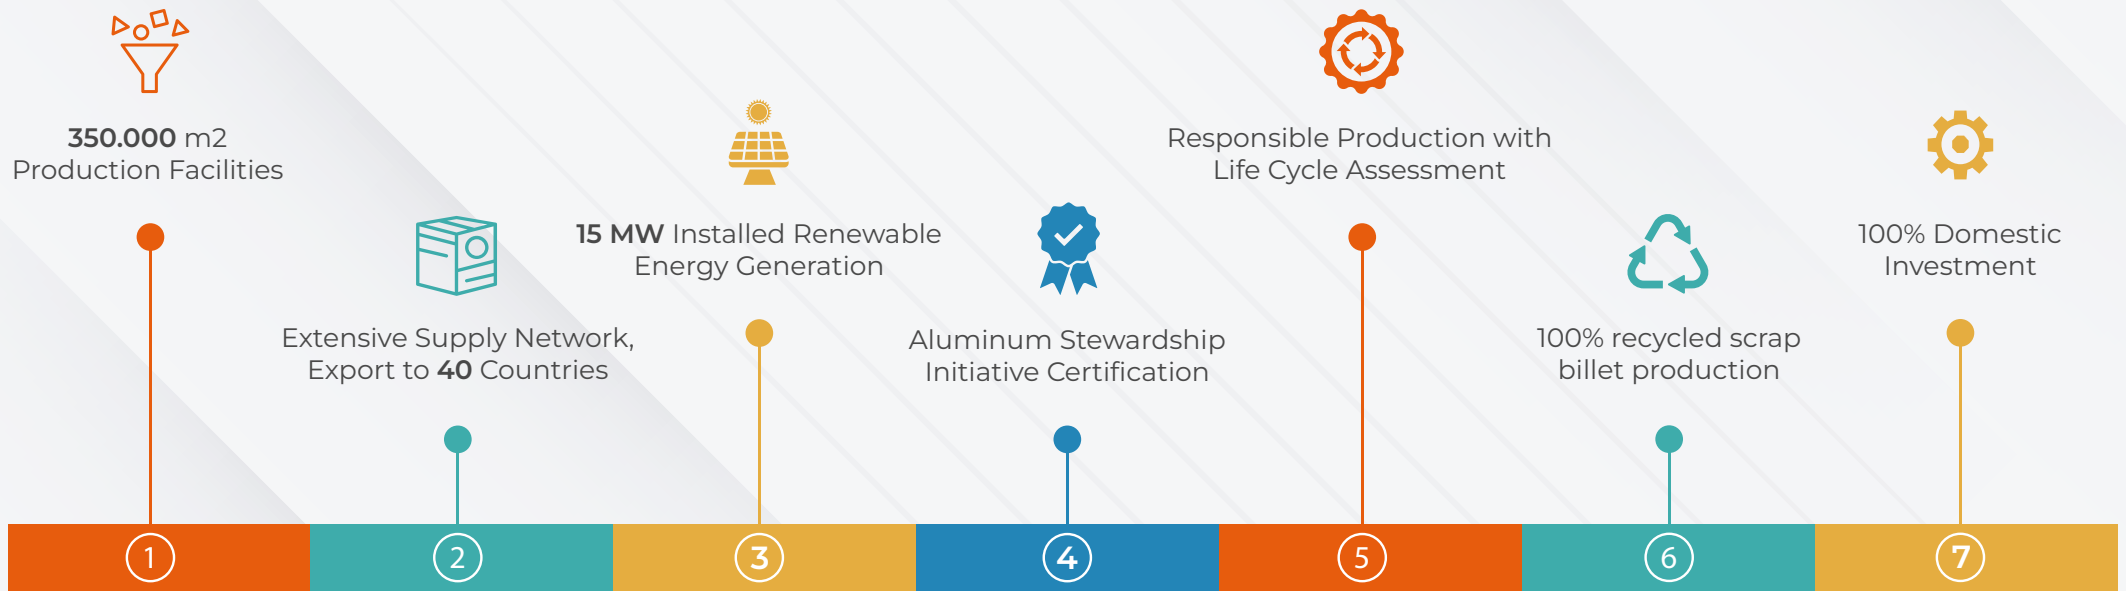 350.000 m2
Production Facilities
1
Extensive Supply Network,
Export to 40 Countries
2
15 MW Installed Renewable
Energy Generation
3
Aluminum Stewardship
Initiative Certification
4
Responsible Production with
Life Cycle Assessment
5
100% recycled scrap
billet production
6
100% Domestic
Investment
7